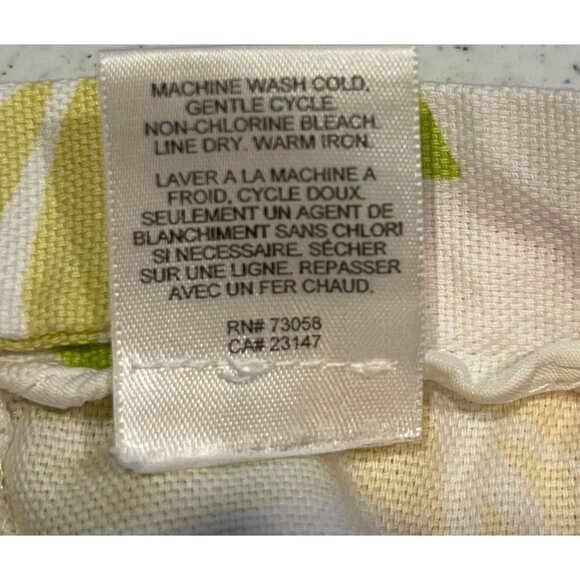 MACHINE WASH COLD,
GENTLE CYCLE.
NON-CHLORINE BLEACH.
LINE DRY. WARM IRON.
LAVER A LA MACHINE A
FROID, CYCLE DOUX.
SEULEMENT UN AGENT DE
BLANCHIMENT SANS CHLORI
SI NECESSAIRE. SÉCHER
SUR UNE LIGNE. REPASSER
AVEC UN FER CHAUD.
RN# 73058
CA# 23147